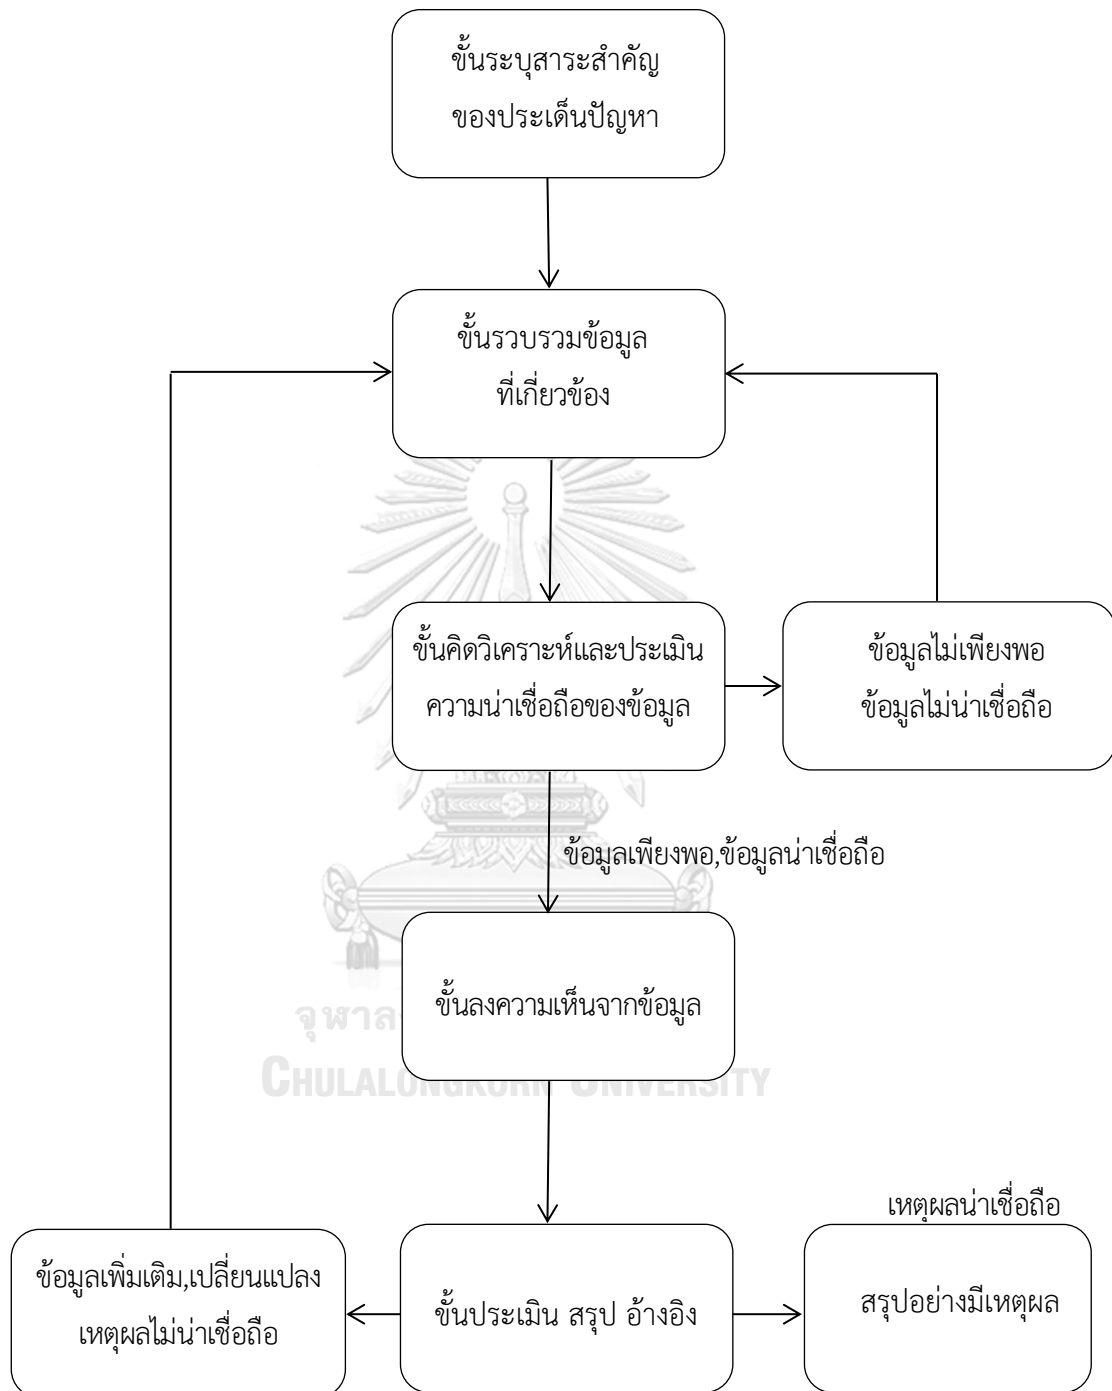 ขั้นระบุสาระสำคัญ
ของประเด็นปัญหา
ขั้นรวบรวมข้อมูล
ที่เกี่ยวข้อง
ขั้นคิดวิเคราะห์และประเมิน
ความน่าเชื่อถือของข้อมูล
ข้อมูลไม่เพียงพอ
ข้อมูลไม่น่าเชื่อถือ
ข้อมูลเพียงพอ,ข้อมูลน่าเชื่อถือ
ขั้นลงความเห็นจากข้อมูล
CHULALONGKORN UNIVERSITY
ข้อมูลเพิ่มเติม,เปลี่ยนแปลง
เหตุผลไม่น่าเชื่อถือ
ขั้นประเมิน สรุป อ้างอิง
เหตุผลน่าเชื่อถือ
สรุปอย่างมีเหตุผล